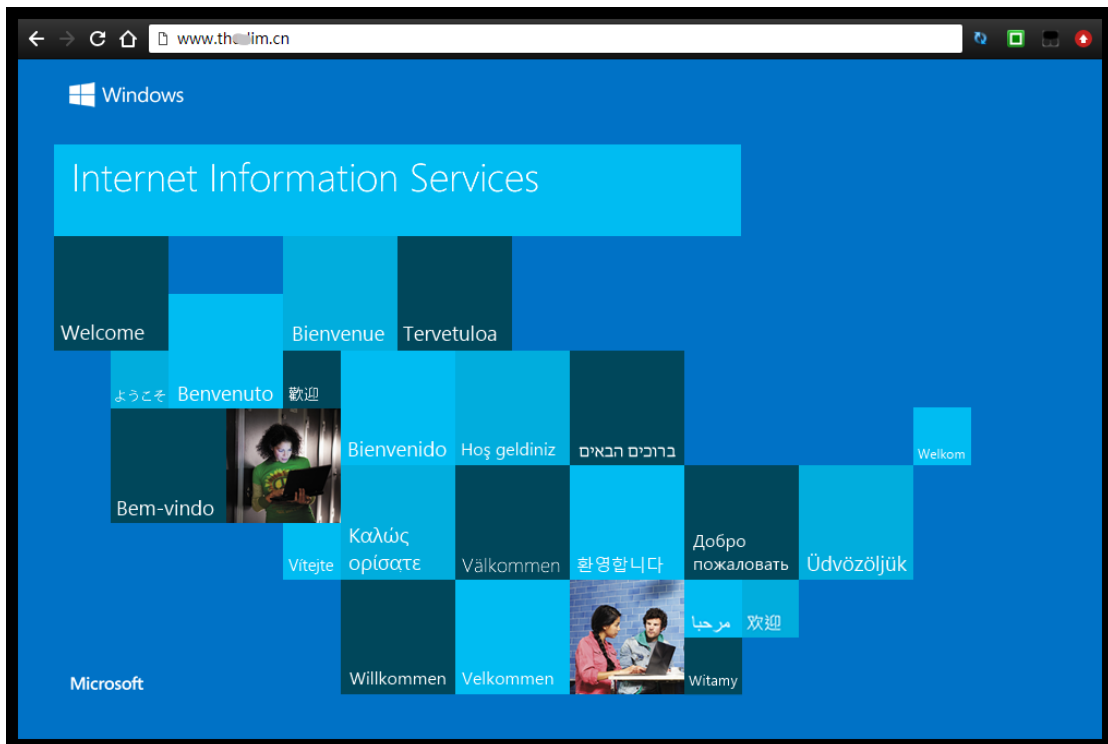 Windows
Internet Information Services
Welcome
Bienvenue
Tervetuloa
ようこそ
Benvenuto
歡迎
Bienvenido
Hoş geldiniz
ברוכים הבאים
Welkom
Bem-vindo
Vítejte
Καλώς
ορίσατε
Välkommen
환영합니다
Добро
пожаловать
Üdvözöljük
مرحبا
欢迎
Microsoft
Willkommen
Velkommen
Witamy